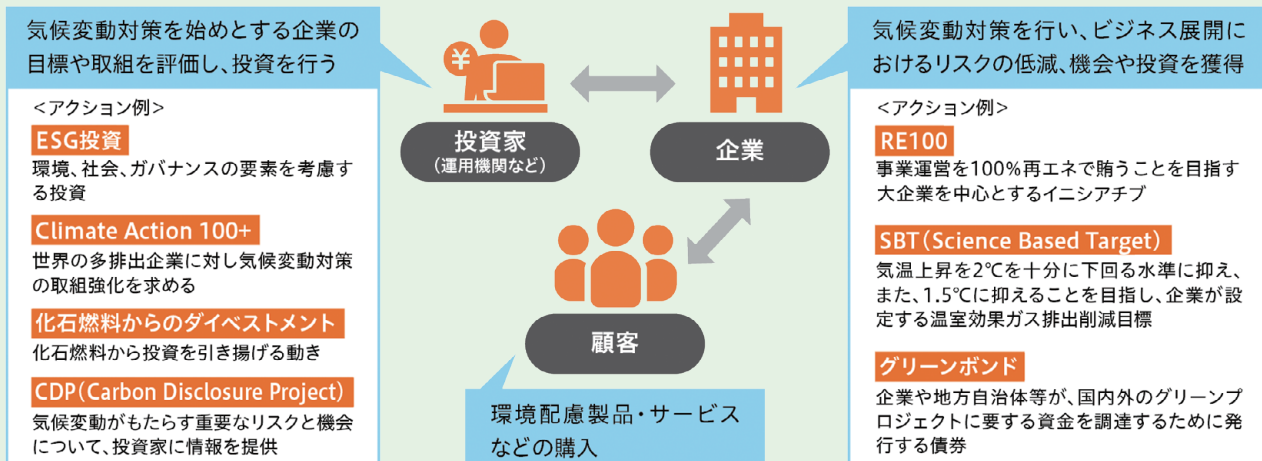 気候変動対策を始めとする企業の
目標や取組を評価し、投資を行う
<アクション例>
ESG投資
環境、社会、ガバナンスの要素を考慮す
る投資
Climate Action 100+
世界の多排出企業に対し気候変動対策
の取組強化を求める
化石燃料からのダイベストメント
化石燃料から投資を引き揚げる動き
CDP(Carbon Disclosure Project)
気候変動がもたらす重要なリスクと機会
について、投資家に情報を提供
¥
投資家
(運用機関など)
企業
顧客
環境配慮製品・サービス
などの購入
気候変動対策を行い、ビジネス展開に
おけるリスクの低減、機会や投資を獲得
<アクション例>
RE100
事業運営を100%再エネで賄うことを目指す
大企業を中心とするイニシアチブ
SBT(Science Based Target)
気温上昇を2℃を十分に下回る水準に抑え、
また、1.5℃に抑えることを目指し、企業が設
定する温室効果ガス排出削減目標
グリーンボンド
企業や地方自治体等が、国内外のグリーンプ
ロジェクトに要する資金を調達するために発
行する債券